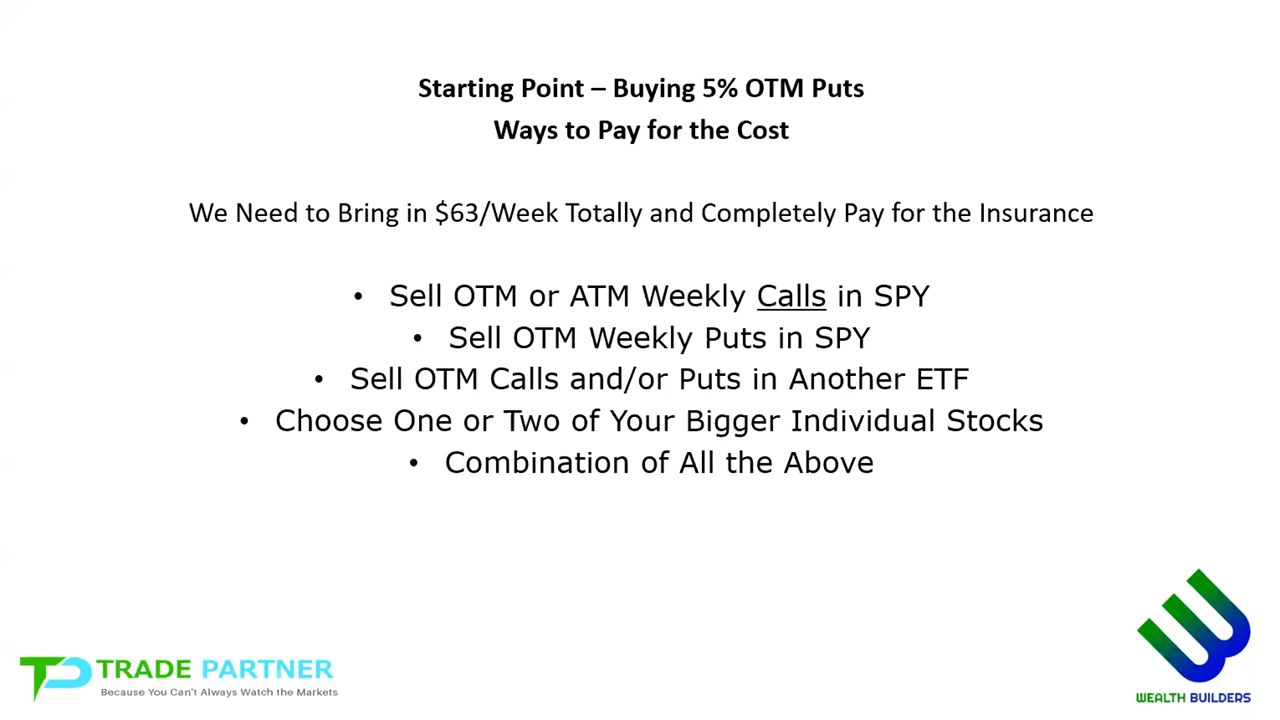 Starting Point – Buying 5% OTM Puts
Ways to Pay for the Cost
We Need to Bring in $63/Week Totally and Completely Pay for the Insurance
• Sell OTM or ATM Weekly Calls in SPY
• Sell OTM Weekly Puts in SPY
• Sell OTM Calls and/or Puts in Another ETF
• Choose One or Two of Your Bigger Individual Stocks
• Combination of All the Above
TRADE PARTNER
Because You Can't Always Watch the Markets
WEALTH BUILDERS